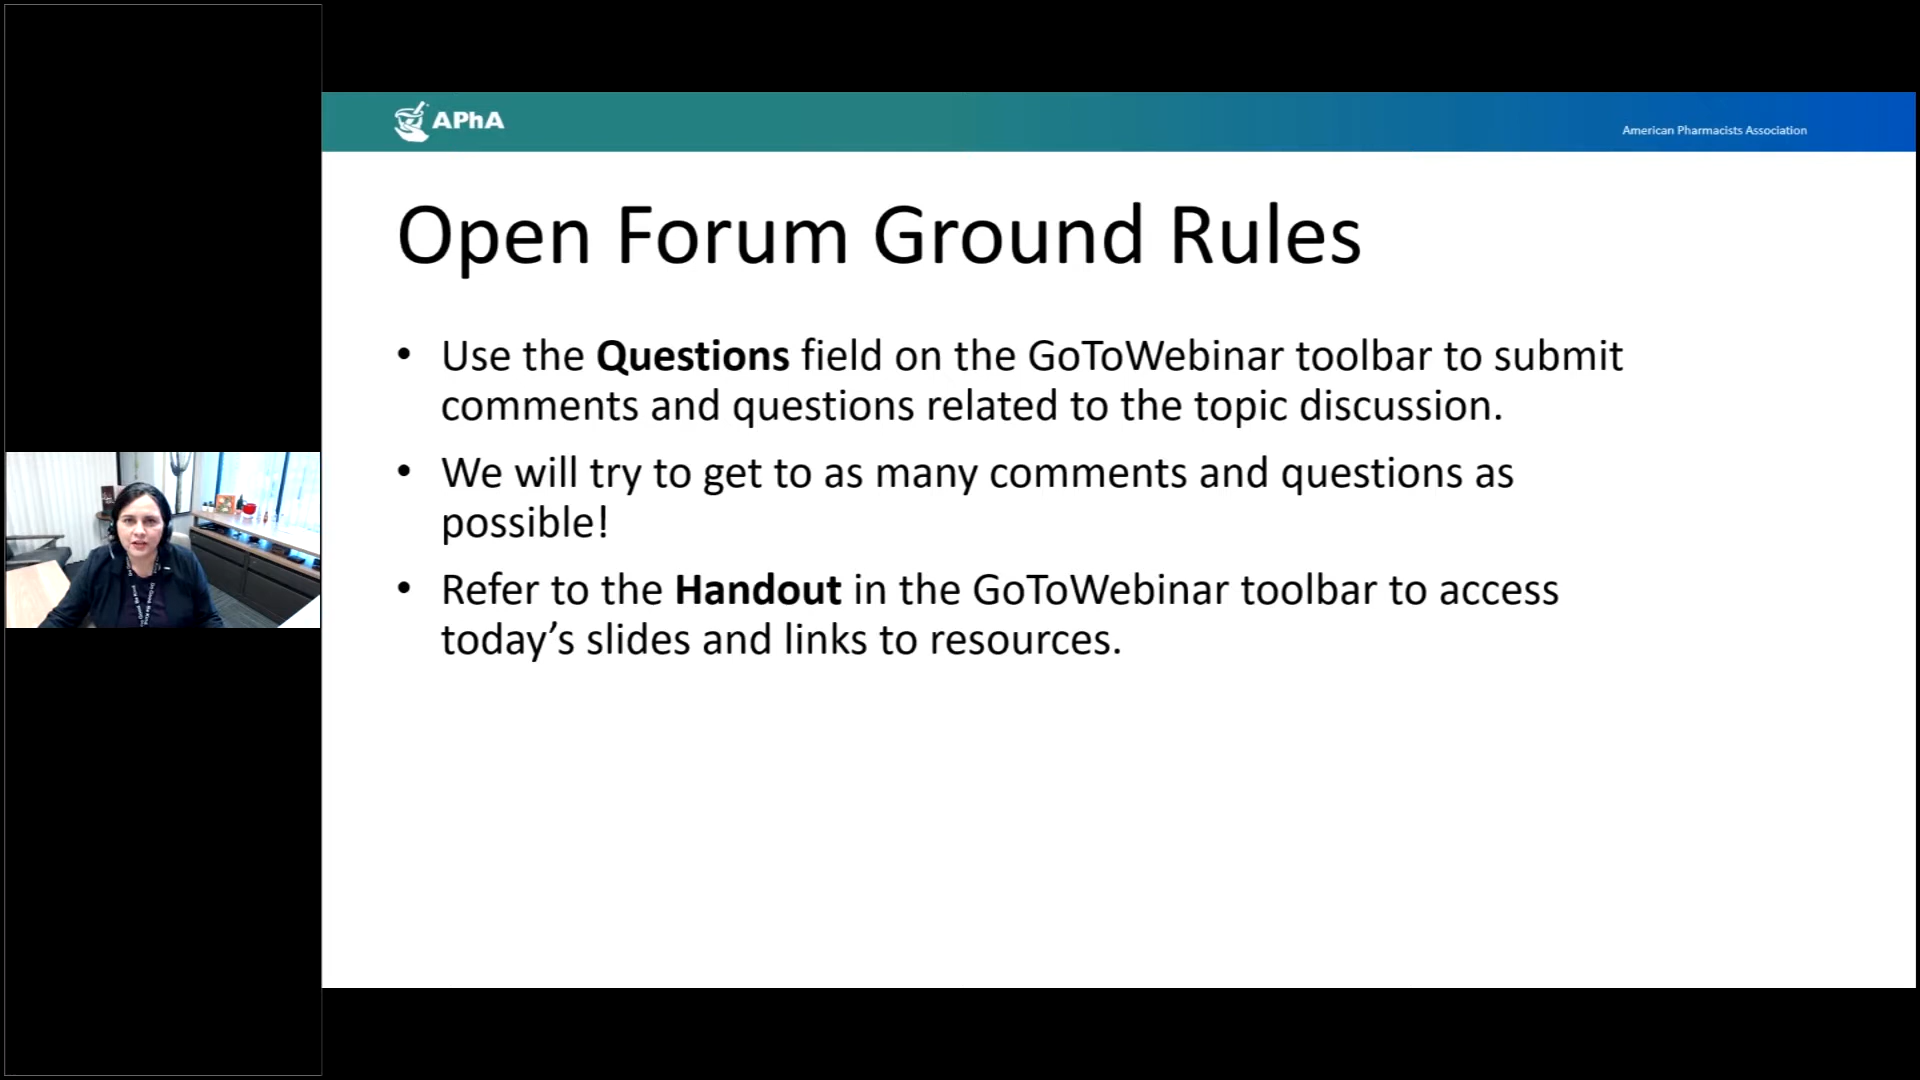 APhA
American Pharmacists Association
Open Forum Ground Rules
• Use the Questions field on the GoToWebinar toolbar to submit
comments and questions related to the topic discussion.
• We will try to get to as many comments and questions as
possible!
• Refer to the Handout in the GoToWebinar toolbar to access
today’s slides and links to resources.